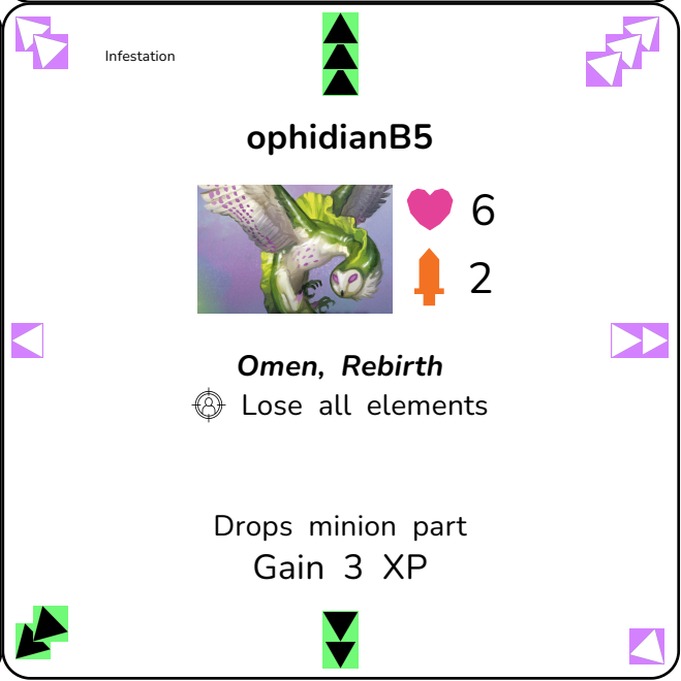 Infestation
ophidianB5
6
2
Omen, Rebirth
Lose all elements
Drops minion part
Gain 3 XP